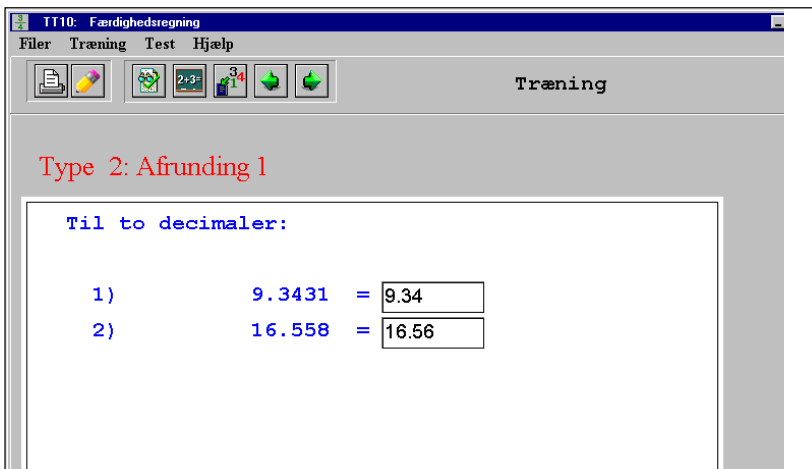 TT10: Færdighedsregning
Filer Træning Test Hjælp
Træning
Type 2: Afrunding 1
Til to decimaler:
1) 9.3431 = 9.34
2) 16.558 = 16.56